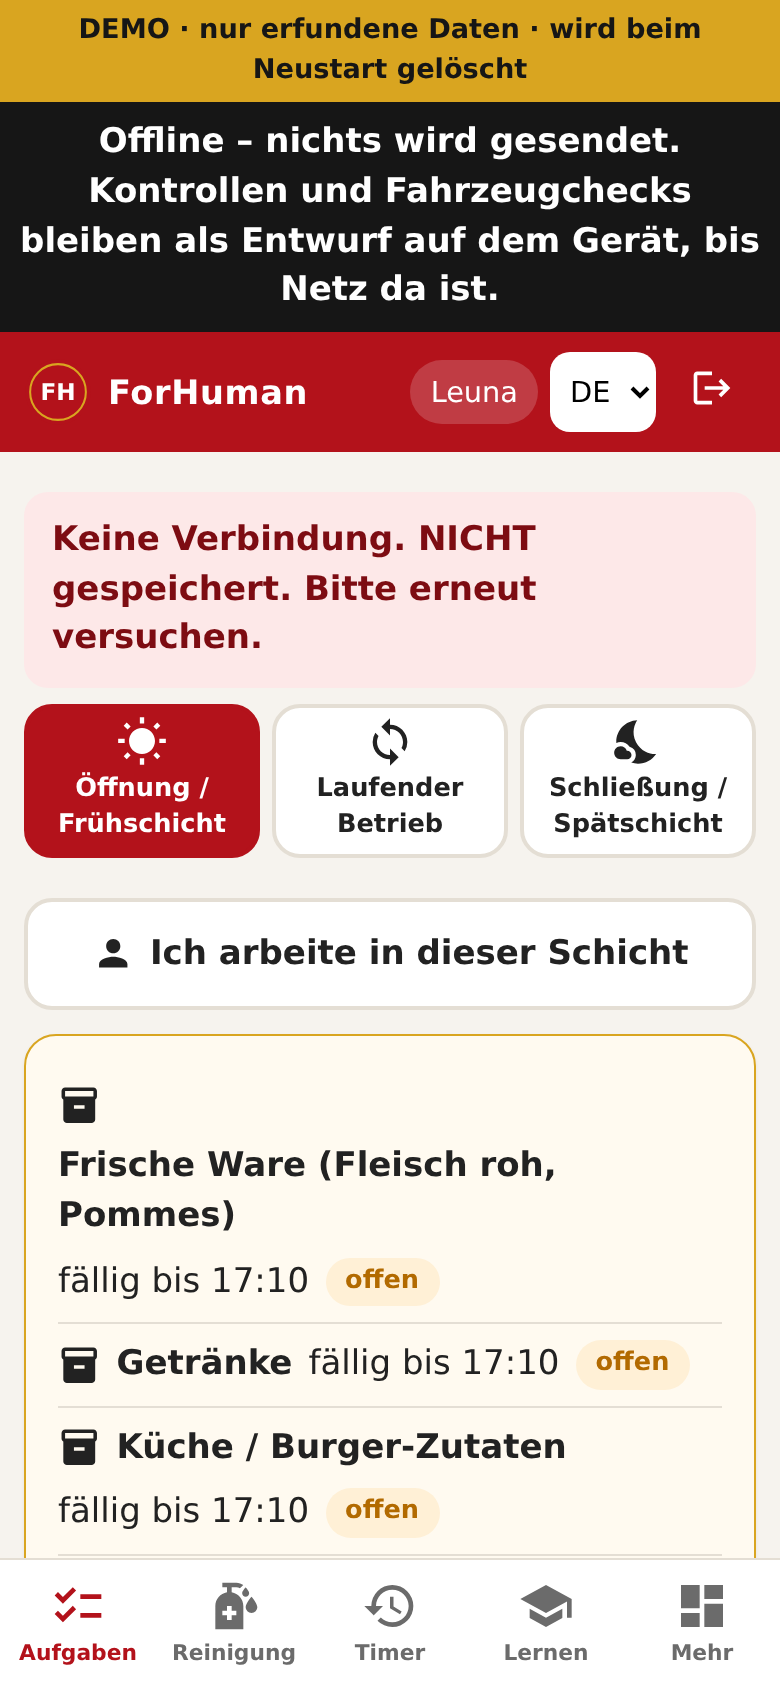 DEMO · nur erfundene Daten · wird beim
Neustart gelöscht
Offline – nichts wird gesendet.
Kontrollen und Fahrzeugchecks
bleiben als Entwurf auf dem Gerät, bis
Netz da ist.
FH ForHuman Leuna DE
Keine Verbindung. NICHT
gespeichert. Bitte erneut
versuchen.
Öffnung /
Frühschicht
Laufender
Betrieb
Schließung /
Spätschicht
Ich arbeite in dieser Schicht
Frische Ware (Fleisch roh,
Pommes)
fällig bis 17:10 offen
Getränke fällig bis 17:10 offen
Küche / Burger-Zutaten
fällig bis 17:10 offen
Aufgaben Reinigung Timer Lernen Mehr